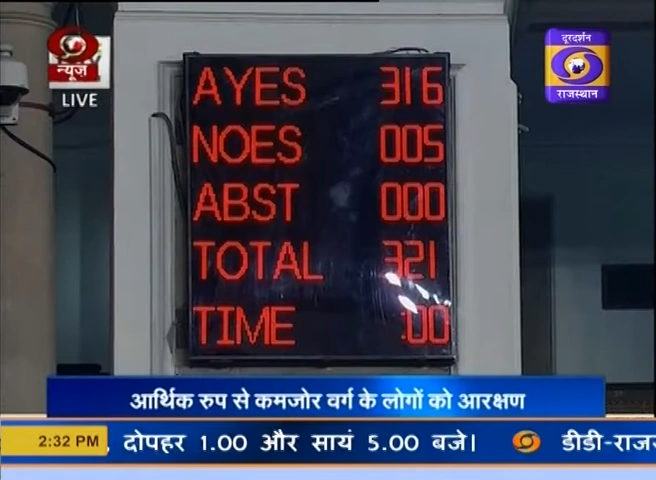 न्यूज़
LIVE
दूरदर्शन
राजस्थान
AYES 316
NOES 005
ABST 000
TOTAL 321
TIME :00
आर्थिक रुप से कमजोर वर्ग के लोगों को आरक्षण
2:32 PM , दोपहर 1.00 और सायं 5.00 बजे। डीडी-राज